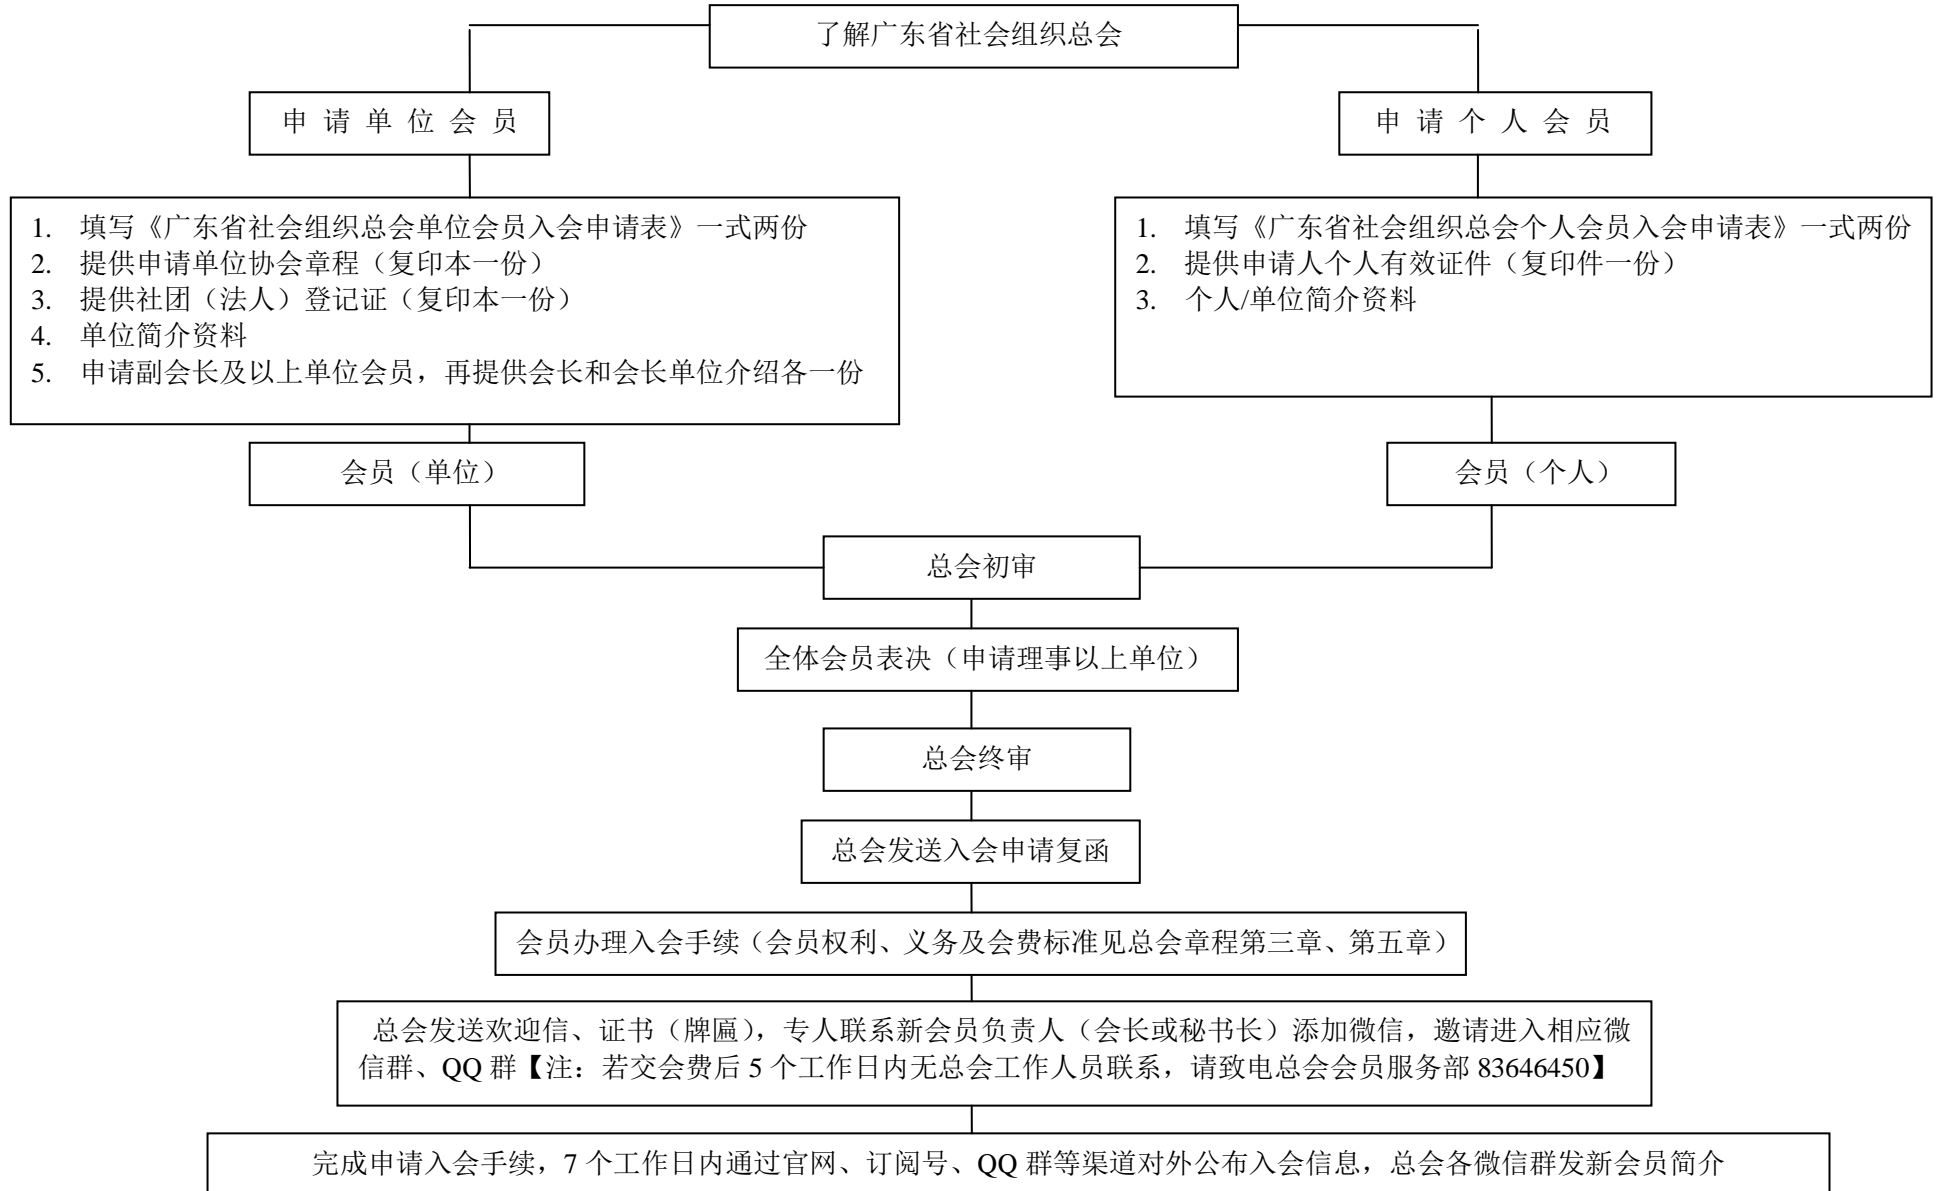 了解广东省社会组织总会
申 请 单 位 会 员
申 请 个 人 会 员
1. 填写《广东省社会组织总会单位会员入会申请表》一式两份
2. 提供申请单位协会章程（复印本一份）
3. 提供社团（法人）登记证（复印本一份）
4. 单位简介资料
5. 申请副会长及以上单位会员，再提供会长和会长单位介绍各一份
1. 填写《广东省社会组织总会个人会员入会申请表》一式两份
2. 提供申请人个人有效证件（复印件一份）
3. 个人/单位简介资料
会员（单位）
会员（个人）
总会初审
全体会员表决（申请理事以上单位）
总会终审
总会发送入会申请复函
会员办理入会手续（会员权利、义务及会费标准见总会章程第三章、第五章）
总会发送欢迎信、证书（牌匾），专人联系新会员负责人（会长或秘书长）添加微信，邀请进入相应微
信群、QQ 群【注：若交会费后 5 个工作日内无总会工作人员联系，请致电总会会员服务部 83646450】
完成申请入会手续，7 个工作日内通过官网、订阅号、QQ 群等渠道对外公布入会信息，总会各微信群发新会员简介